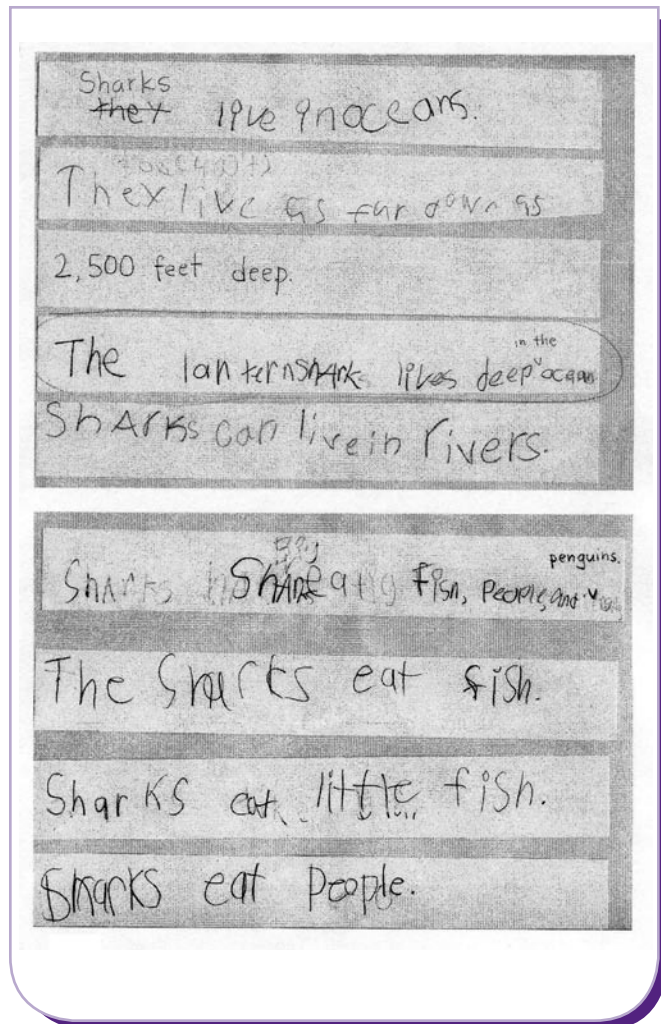 Sharks
they live in oceans.
They live as far down as
2,500 feet deep.
in the
The lanternsharks lives deep ˅ ocean
Sharks can live in rivers.
penguins.
Sharks Sharks eat fish, people, and ˅
The Sharks eat fish.
Sharks eat little fish.
Sharks eat people.